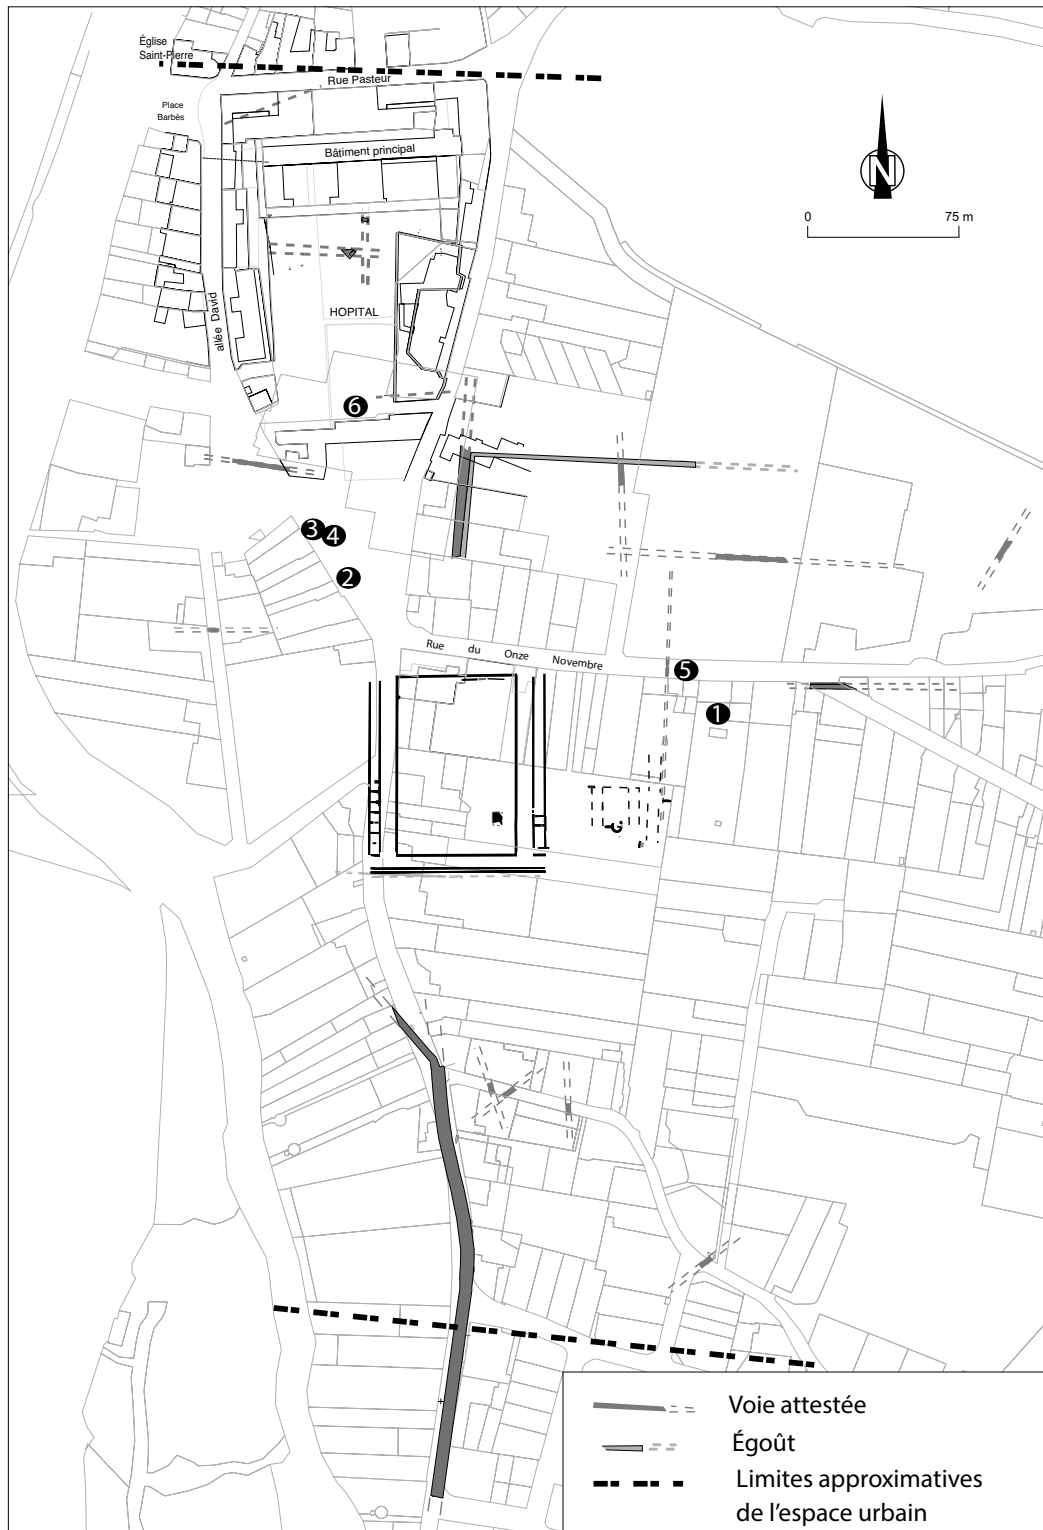 Église
Saint-Pierre
Rue Pasteur
Place
Barbès
Bâtiment principal
N
0 75 m
HOPITAL
allée David
6
3
4
2
Rue du Onze Novembre
5
1
Voie attestée
Égoût
Limites approximatives
de l'espace urbain